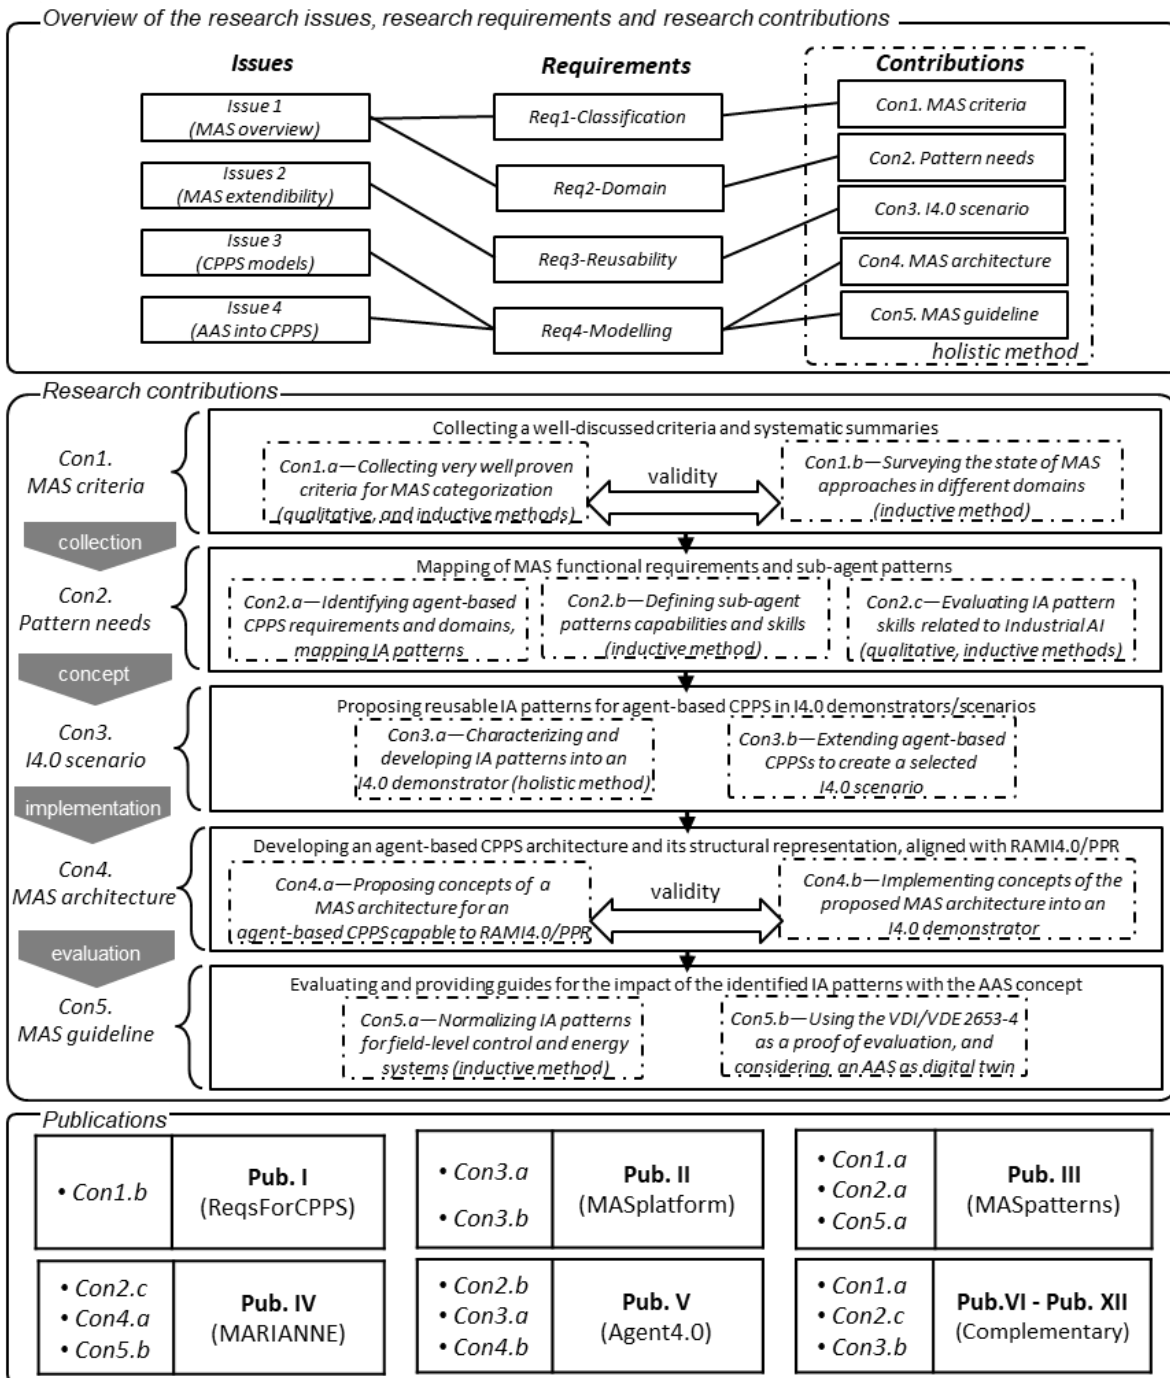 Overview of the research issues, research requirements and research contributions
Issues
Requirements
Contributions
Issue 1
(MAS overview)
Issues 2
(MAS extendibility)
Issue 3
(CPPS models)
Issue 4
(AAS into CPPS)
Req1-Classification
Req2-Domain
Req3-Reusability
Req4-Modelling
Con1. MAS criteria
Con2. Pattern needs
Con3. I4.0 scenario
Con4. MAS architecture
Con5. MAS guideline
holistic method
Research contributions
Con1.
MAS criteria
Collecting a well-discussed criteria and systematic summaries
Con1.a—Collecting very well proven
criteria for MAS categorization
(qualitative, and inductive methods)
validity
Con1.b—Surveying the state of MAS
approaches in different domains
(inductive method)
collection
Con2.
Pattern needs
Mapping of MAS functional requirements and sub-agent patterns
Con2.a—Identifying agent-based
CPPS requirements and domains,
mapping IA patterns
Con2.b—Defining sub-agent
patterns capabilities and skills
(inductive method)
Con2.c—Evaluating IA pattern
skills related to Industrial AI
(qualitative, inductive methods)
concept
Con3.
I4.0 scenario
Proposing reusable IA patterns for agent-based CPPS in I4.0 demonstrators/scenarios
Con3.a—Characterizing and
developing IA patterns into an
I4.0 demonstrator (holistic method)
Con3.b—Extending agent-based
CPPSs to create a selected
I4.0 scenario
implementation
Con4.
MAS architecture
Developing an agent-based CPPS architecture and its structural representation, aligned with RAMI4.0/PPR
Con4.a—Proposing concepts of a
MAS architecture for an
agent-based CPPS capable to RAMI4.0/PPR
validity
Con4.b—Implementing concepts of the
proposed MAS architecture into an
I4.0 demonstrator
evaluation
Con5.
MAS guideline
Evaluating and providing guides for the impact of the identified IA patterns with the AAS concept
Con5.a—Normalizing IA patterns
for field-level control and energy
systems (inductive method)
Con5.b—Using the VDI/VDE 2653-4
as a proof of evaluation, and
considering an AAS as digital twin
Publications
• Con1.b
Pub. I
(ReqsForCPPS)
• Con3.a
• Con3.b
Pub. II
(MASplatform)
• Con1.a
• Con2.a
• Con5.a
Pub. III
(MASpatterns)
• Con2.c
• Con4.a
• Con5.b
Pub. IV
(MARIANNE)
• Con2.b
• Con3.a
• Con4.b
Pub. V
(Agent4.0)
• Con1.a
• Con2.c
• Con3.b
Pub.VI - Pub. XII
(Complementary)